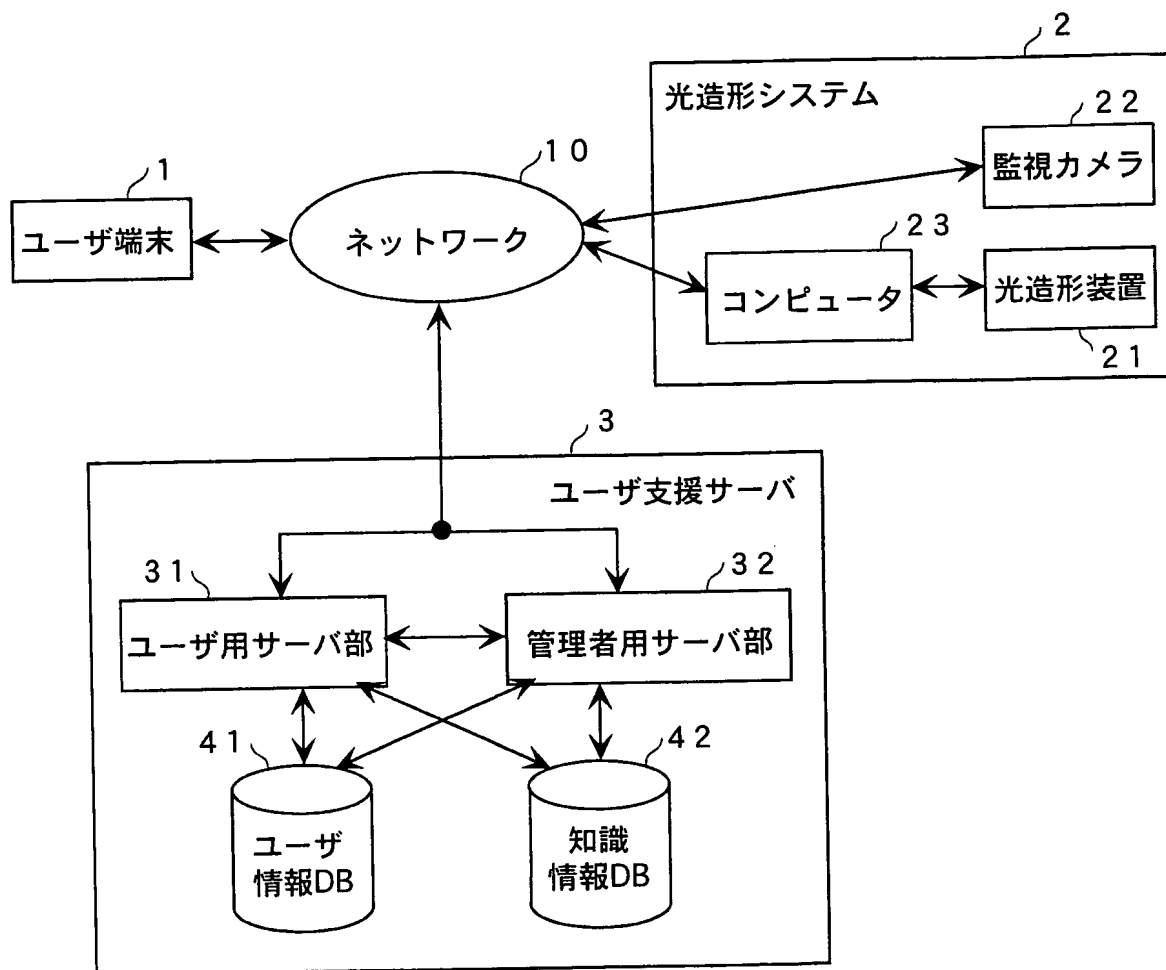 2
光造形システム
22
監視カメラ
10
1
ネットワーク
ユーザ端末
23
コンピュータ
光造形装置
21
3
ユーザ支援サーバ
31
32
ユーザ用サーバ部
管理者用サーバ部
41
42
ユーザ
情報DB
知識
情報DB